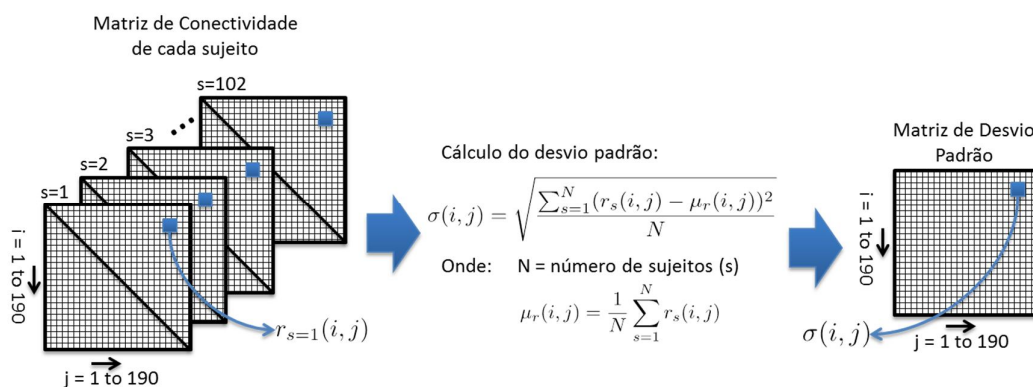 Matriz de Conectividade
de cada sujeito
s=102
s=3
s=2
s=1
i = 1 to 190
j = 1 to 190
r_{s=1}(i,j)
Cálculo do desvio padrão:
σ(i,j) = √(∑_{s=1}^{N}(r_s(i,j) − μ_r(i,j))² / N)
Onde: N = número de sujeitos (s)
μ_r(i,j) = 1/N ∑_{s=1}^{N} r_s(i,j)
Matriz de Desvio
Padrão
i = 1 to 190
σ(i,j)
j = 1 to 190